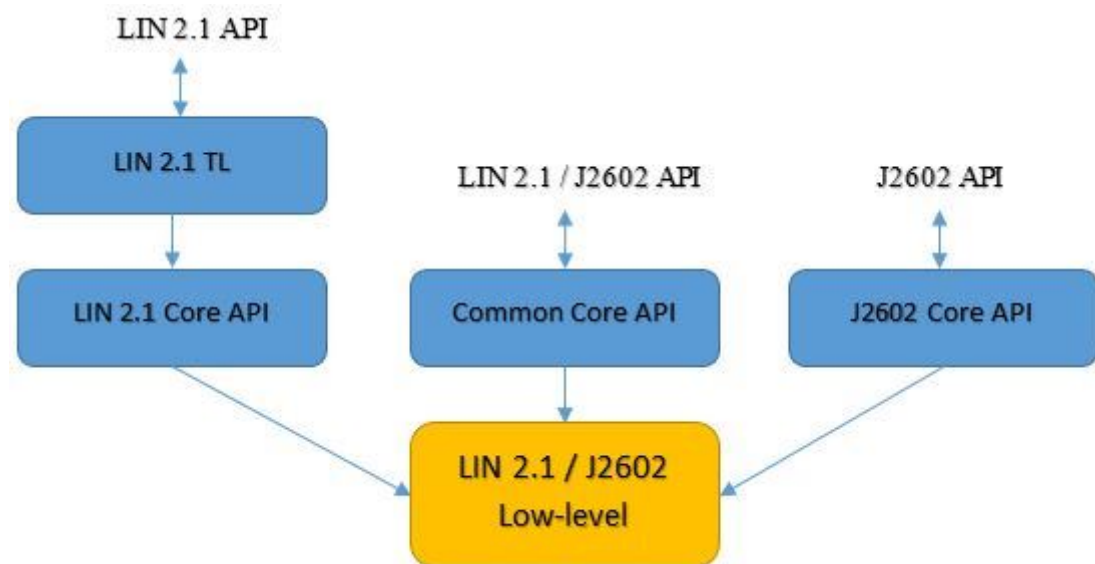 LIN 2.1 API
LIN 2.1 TL
LIN 2.1 / J2602 API
J2602 API
LIN 2.1 Core API
Common Core API
J2602 Core API
LIN 2.1 / J2602
Low-level